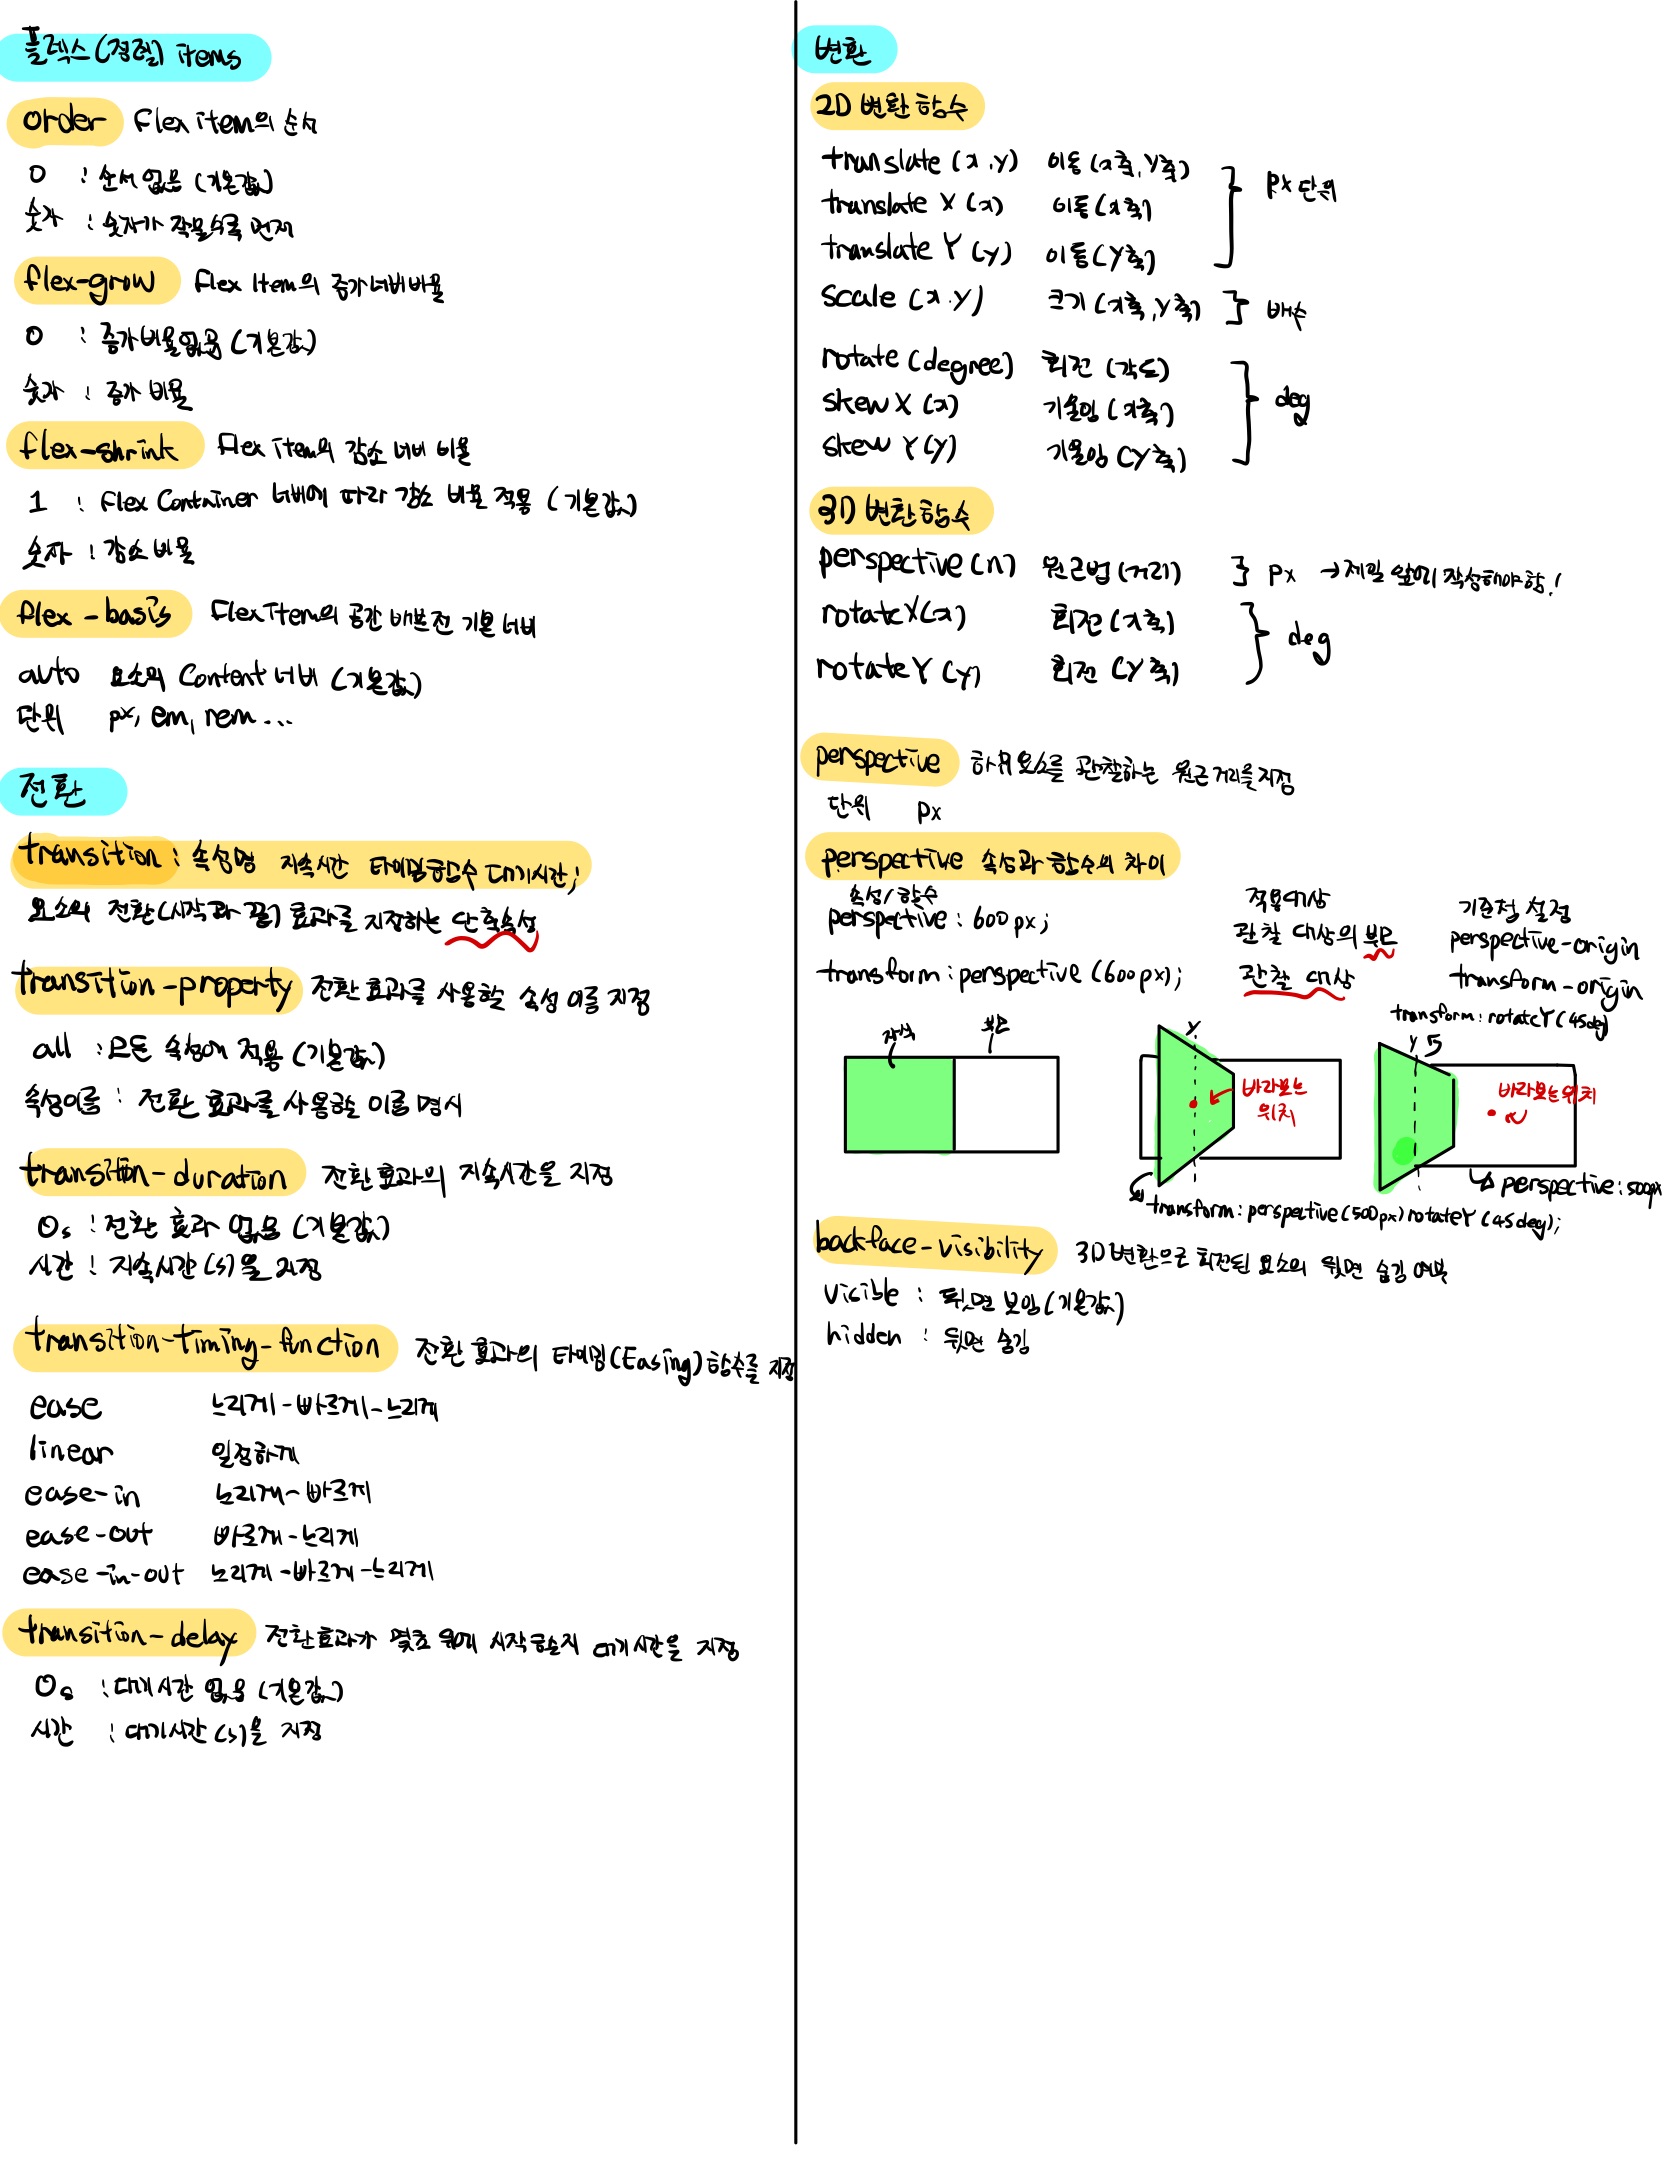 플렉스(정렬) items
order Flex item의 순서
0 : 순서 없음 (기본값)
숫자 : 숫자가 작을수록 먼저
flex-grow Flex Item의 증가 너비 비율
0 : 증가비율 없음 (기본값)
숫자 : 증가 비율
flex-shrink Flex Item의 감소 너비 비율
1 : Flex Container 너비에 따라 감소 비율 적용 (기본값)
숫자 : 감소 비율
flex-basis Flex Item의 공간 배분 전 기본 너비
auto 요소의 Content 너비 (기본값)
단위 px, em, rem...
전환
transition : 속성명 지속시간 타이밍함수 대기시간;
요소의 전환(시작과 끝) 효과를 지정하는 단축속성
transition-property 전환 효과를 사용할 속성 이름 지정
all : 모든 속성에 적용 (기본값)
속성이름 : 전환 효과를 사용하는 이름 명시
transition-duration 전환 효과의 지속시간을 지정
0s : 전환 효과 없음 (기본값)
시간 : 지속시간(s)을 지정
transition-timing-function 전환 효과의 타이밍(Easing) 함수를 지정
ease 느리게-빠르게-느리게
linear 일정하게
ease-in 느리게-빠르게
ease-out 빠르게-느리게
ease-in-out 느리게-빠르게-느리게
transition-delay 전환효과가 몇초 뒤에 시작할지 대기시간을 지정
0s : 대기시간 없음 (기본값)
시간 : 대기시간(s)을 지정
변환
2D 변환 함수
translate (x.y) 이동 (x축, Y축)
translate X (x) 이동 (x축)
translate Y (y) 이동 (Y축)
px 단위
scale (x.y) 크기 (x축, Y축) } 배수
rotate (degree) 회전 (각도)
skew X (x) 기울임 (x축)
skew Y (y) 기울임 (Y축)
deg
3D 변환함수
perspective (n) 원근법 (거리) } px → 제일 앞에 작성해야 함!
rotateX(x) 회전 (x축)
rotateY (y) 회전 (Y축)
deg
perspective 하위요소를 관찰하는 원근 거리를 지정
단위 px
perspective 속성과 함수의 차이
속성/함수 적용대상 기준점 설정
perspective : 600px; 관찰 대상의 부모 perspective-origin
transform : perspective (600px); 관찰 대상 transform-origin
transform : rotateY (45deg)
자식 부모 Y Y
바라보는 위치
바라보는 위치
perspective : 500px
transform : perspective (500px) rotateY (45deg);
backface-visibility 3D 변환으로 회전된 요소의 뒷면 숨김 여부
visible : 뒷면 보임 (기본값)
hidden : 뒷면 숨김